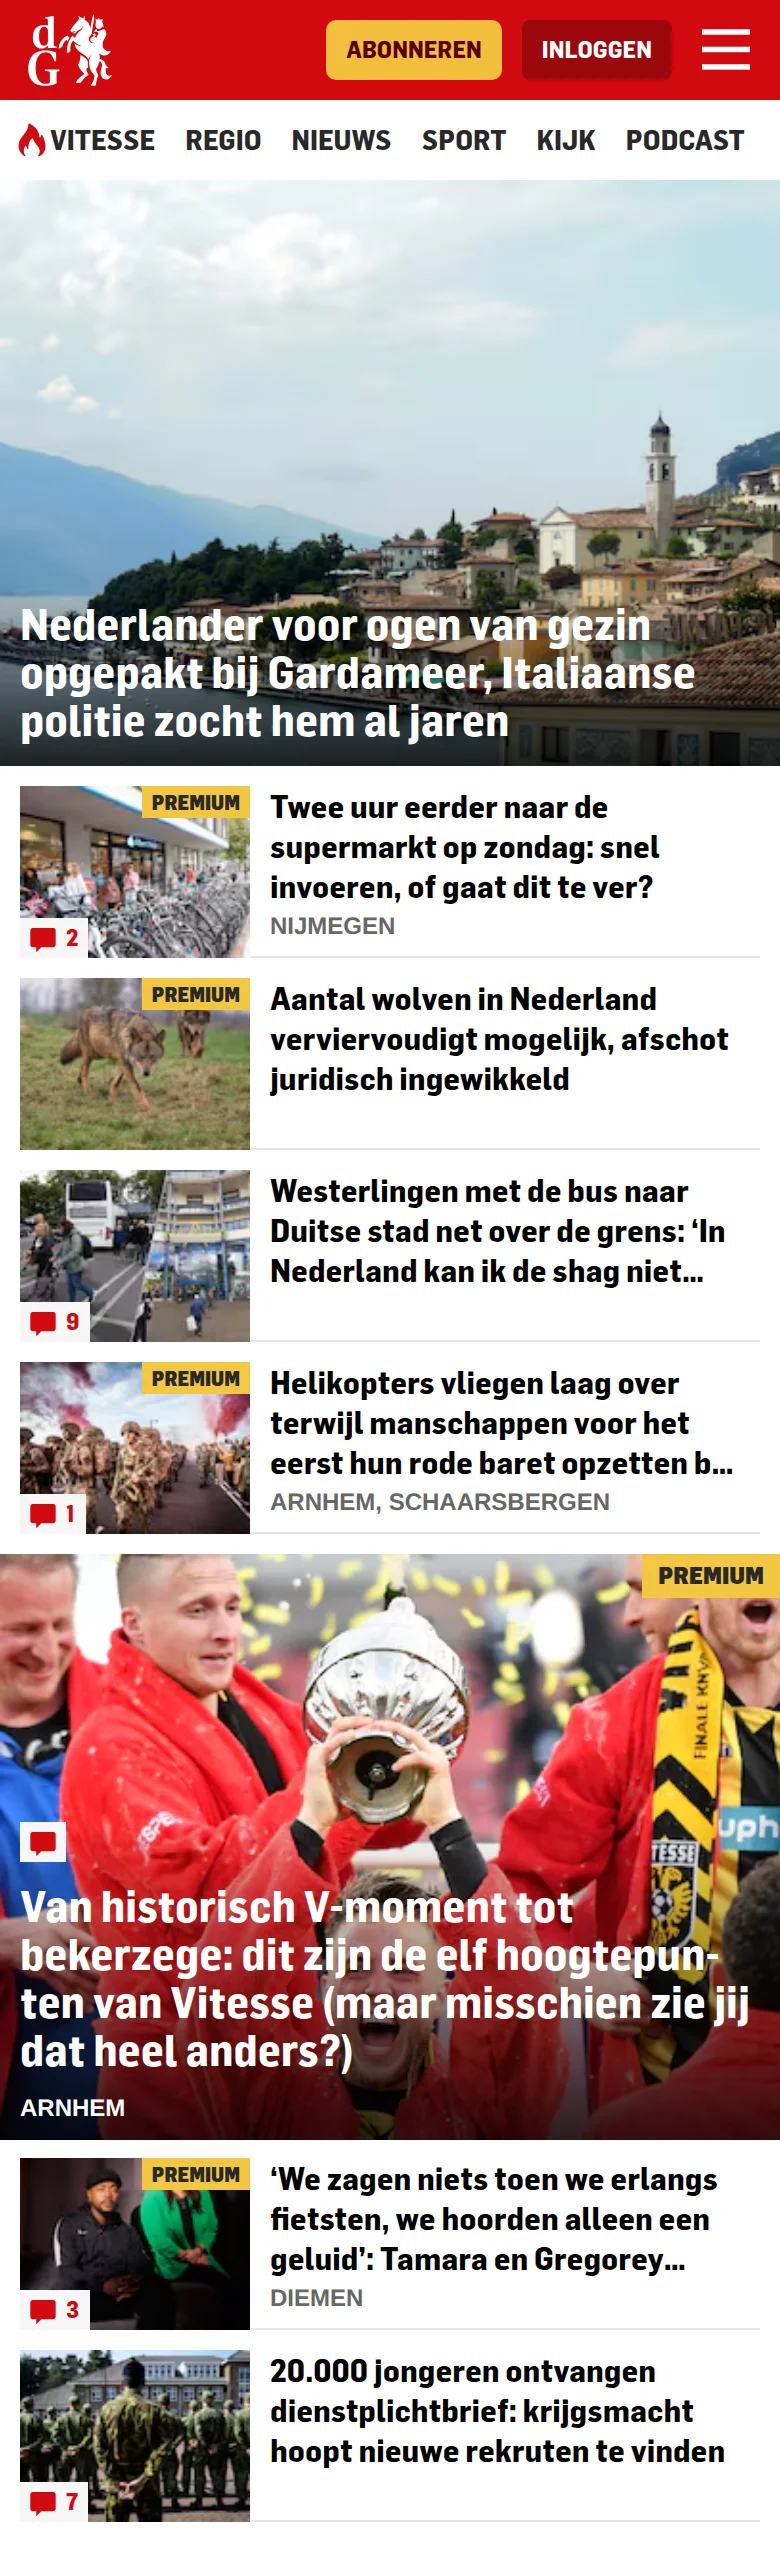 d
G
ABONNEREN
INLOGGEN
VITESSE
REGIO
NIEUWS
SPORT
KIJK
PODCAST
Nederlander voor ogen van gezin
opgepakt bij Gardameer, Italiaanse
politie zocht hem al jaren
PREMIUM
2
Twee uur eerder naar de
supermarkt op zondag: snel
invoeren, of gaat dit te ver?
NIJMEGEN
PREMIUM
Aantal wolven in Nederland
verviervoudigt mogelijk, afschot
juridisch ingewikkeld
9
Westerlingen met de bus naar
Duitse stad net over de grens: ‘In
Nederland kan ik de shag niet...
PREMIUM
1
Helikopters vliegen laag over
terwijl manschappen voor het
eerst hun rode baret opzetten b...
ARNHEM, SCHAARSBERGEN
PREMIUM
FINALE KNV
uph
TESSE
Van historisch V-moment tot
bekerzege: dit zijn de elf hoogtepun-
ten van Vitesse (maar misschien zie jij
dat heel anders?)
ARNHEM
PREMIUM
3
‘We zagen niets toen we erlangs
fietsten, we hoorden alleen een
geluid’: Tamara en Gregorey...
DIEMEN
7
20.000 jongeren ontvangen
dienstplichtbrief: krijgsmacht
hoopt nieuwe rekruten te vinden